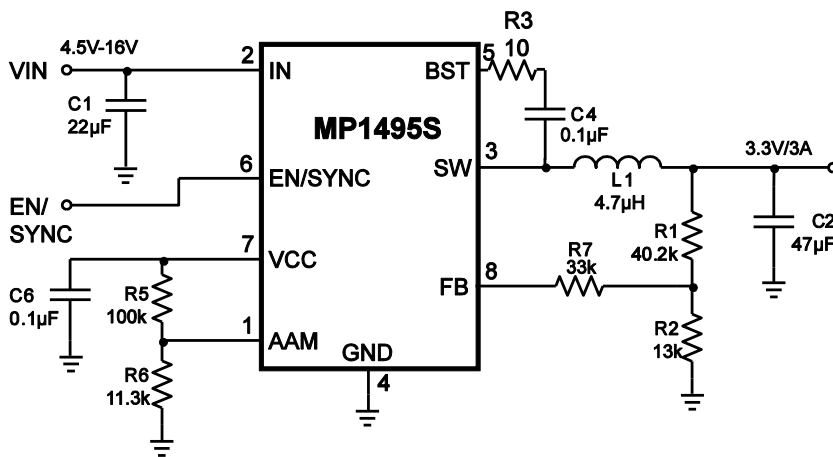 R3
10
4.5V-16V
VIN
2
IN
5
BST
C1
22µF
MP1495S
C4
0.1µF
6
EN/SYNC
SW
3
3.3V/3A
L1
4.7µH
EN/
SYNC
7
VCC
R1
40.2k
C2
47µF
R7
33k
FB
8
C6
0.1µF
R5
100k
1
AAM
R2
13k
GND
4
R6
11.3k